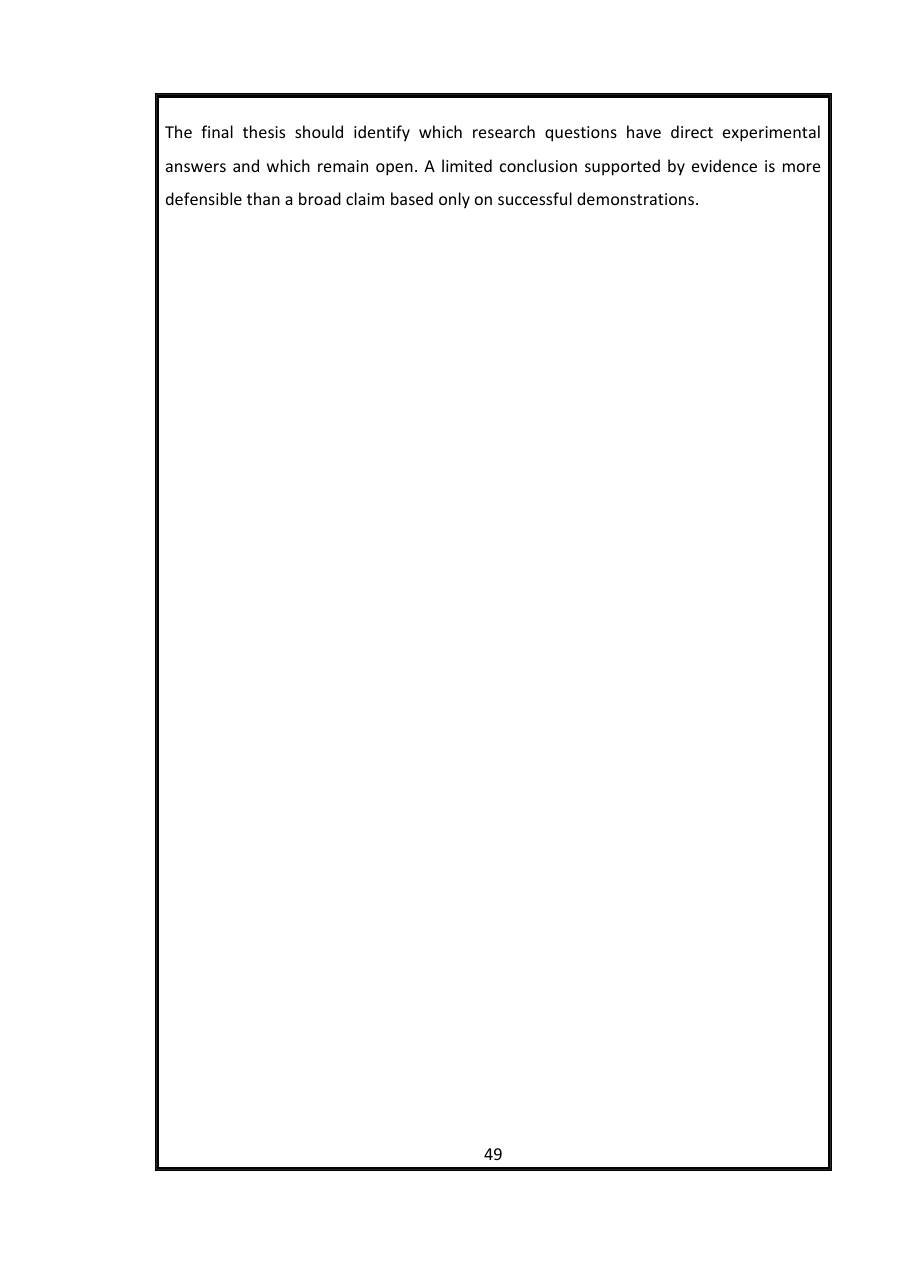 The final thesis should identify which research questions have direct experimental
answers and which remain open. A limited conclusion supported by evidence is more
defensible than a broad claim based only on successful demonstrations.
49